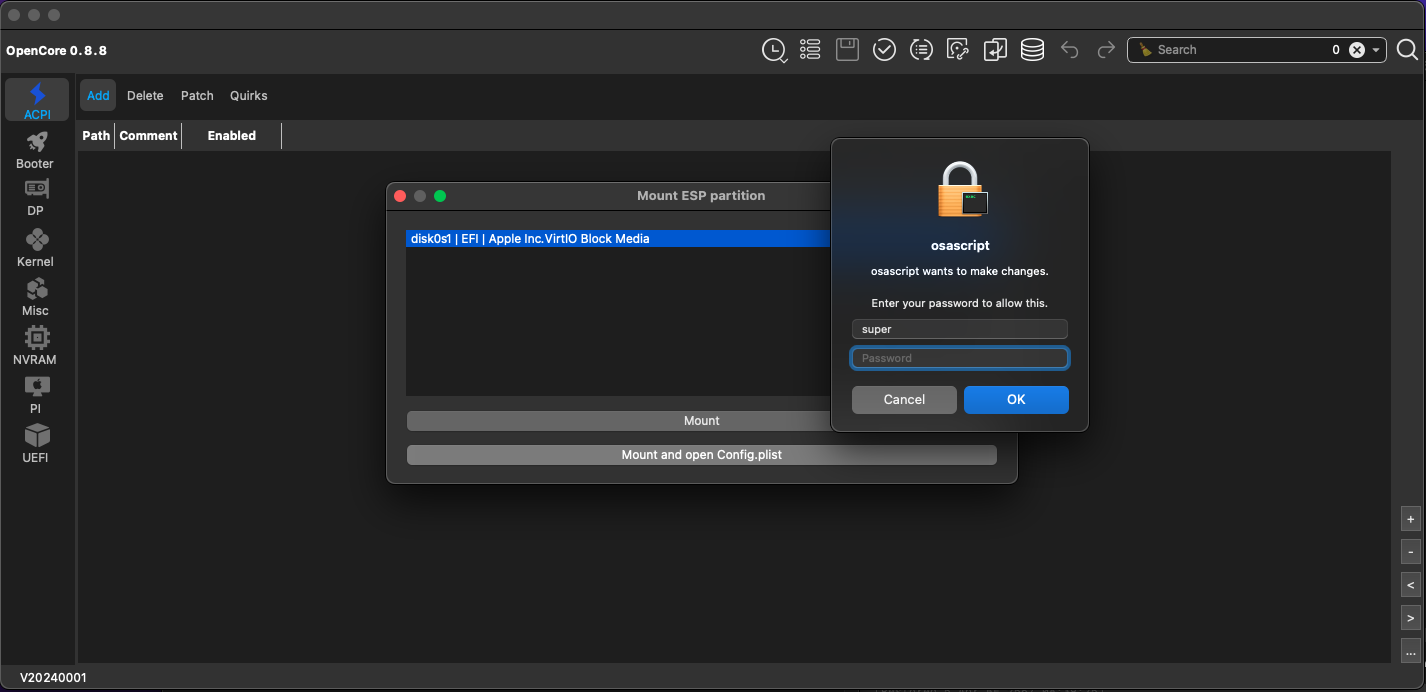 OpenCore 0.8.8
Search 0
ACPI
Booter
DP
Kernel
Misc
NVRAM
PI
UEFI
Add Delete Patch Quirks
Path Comment Enabled
Mount ESP partition
disk0s1 | EFI | Apple Inc.VirtIO Block Media
Mount
Mount and open Config.plist
osascript
osascript wants to make changes.
Enter your password to allow this.
super
Password
Cancel OK
+
-
<
>
...
V20240001